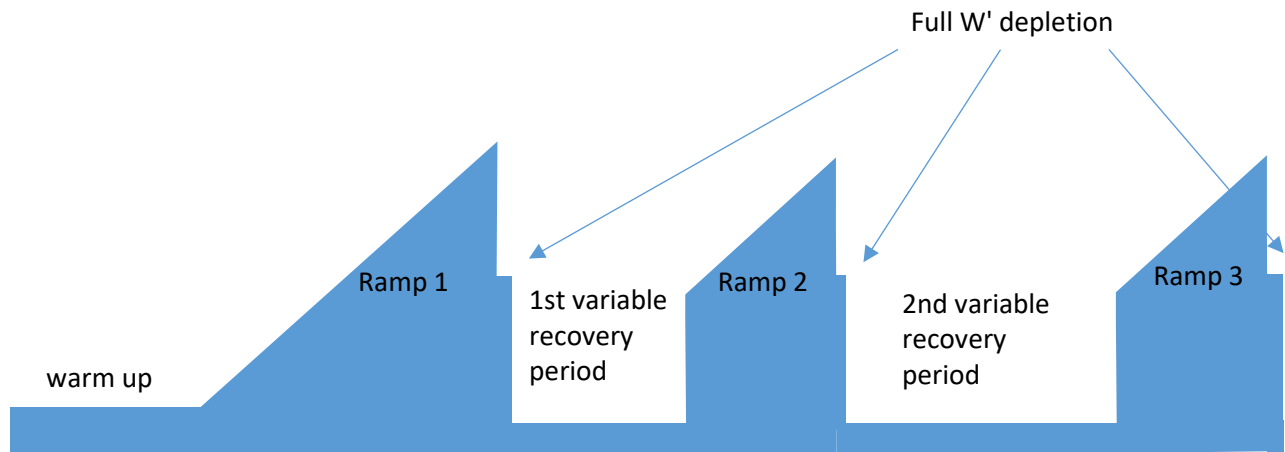 Full W' depletion
Ramp 1
Ramp 2
Ramp 3
1st variable
recovery
period
2nd variable
recovery
period
warm up